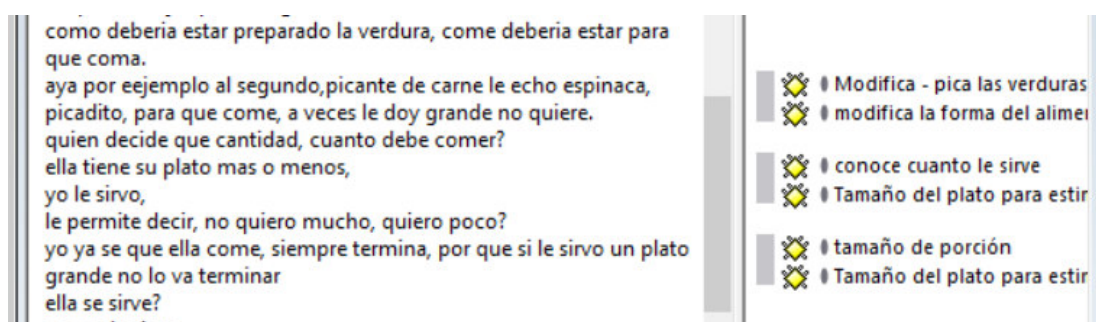 como deberia estar preparado la verdura, come deberia estar para
que coma.
aya por eejemplo al segundo,picante de carne le echo espinaca,
picadito, para que come, a veces le doy grande no quiere.
quien decide que cantidad, cuanto debe comer?
ella tiene su plato mas o menos,
yo le sirvo,
le permite decir, no quiero mucho, quiero poco?
yo ya se que ella come, siempre termina, por que si le sirvo un plato
grande no lo va terminar
ella se sirve?
Modifica - pica las verduras
modifica la forma del alime
conoce cuanto le sirve
Tamaño del plato para estir
tamaño de porción
Tamaño del plato para estir